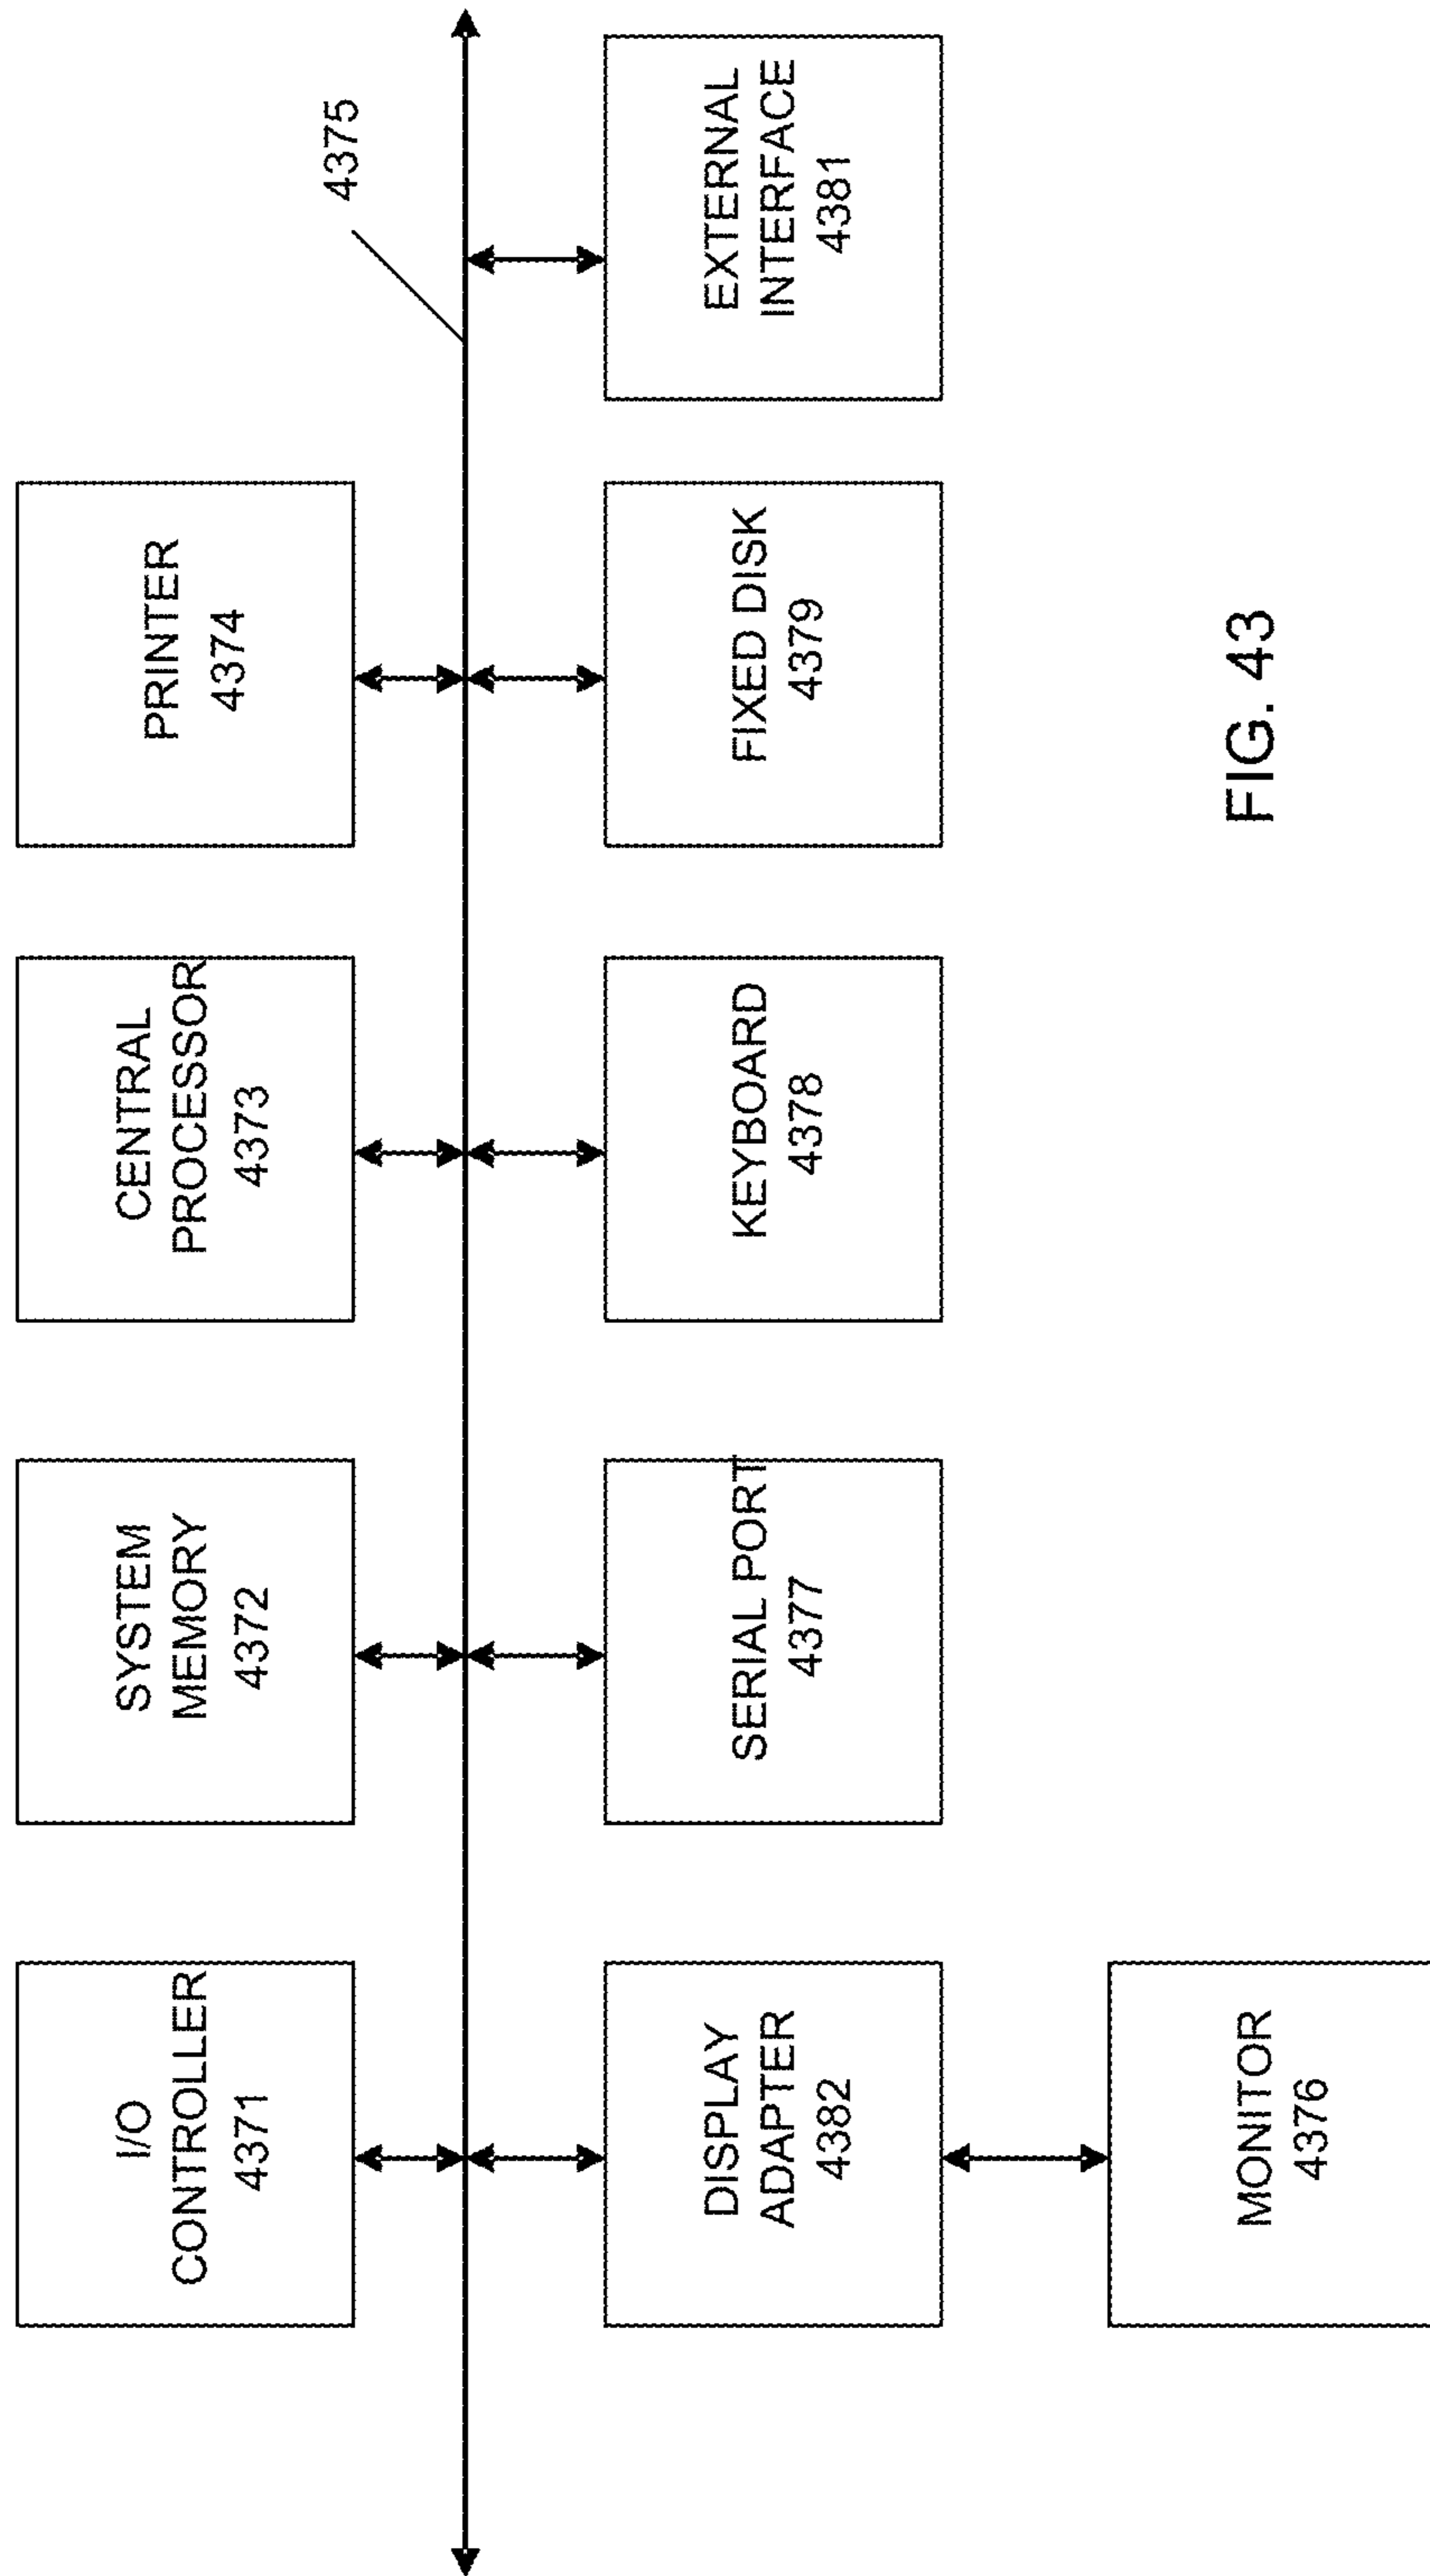 I/O
CONTROLLER
4371
SYSTEM
MEMORY
4372
CENTRAL
PROCESSOR
4373
PRINTER
4374
4375
DISPLAY
ADAPTER
4382
SERIAL PORT
4377
KEYBOARD
4378
FIXED DISK
4379
EXTERNAL
INTERFACE
4381
MONITOR
4376
FIG. 43